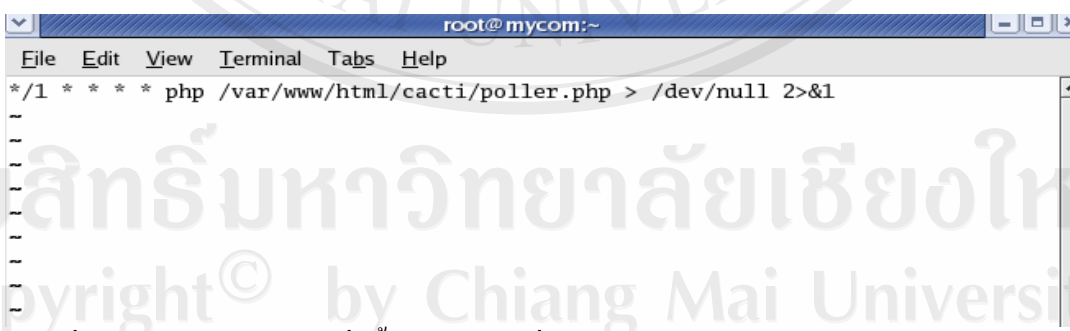 root@mycom:~
File Edit View Terminal Tabs Help
*/1 * * * * php /var/www/html/cacti/poller.php > /dev/null 2>&1
~
~
~
~
~
~
~
~
~
สิทธิ์มหาวิทยาลัยเชียงให
pyright© by Chiang Mai Universi